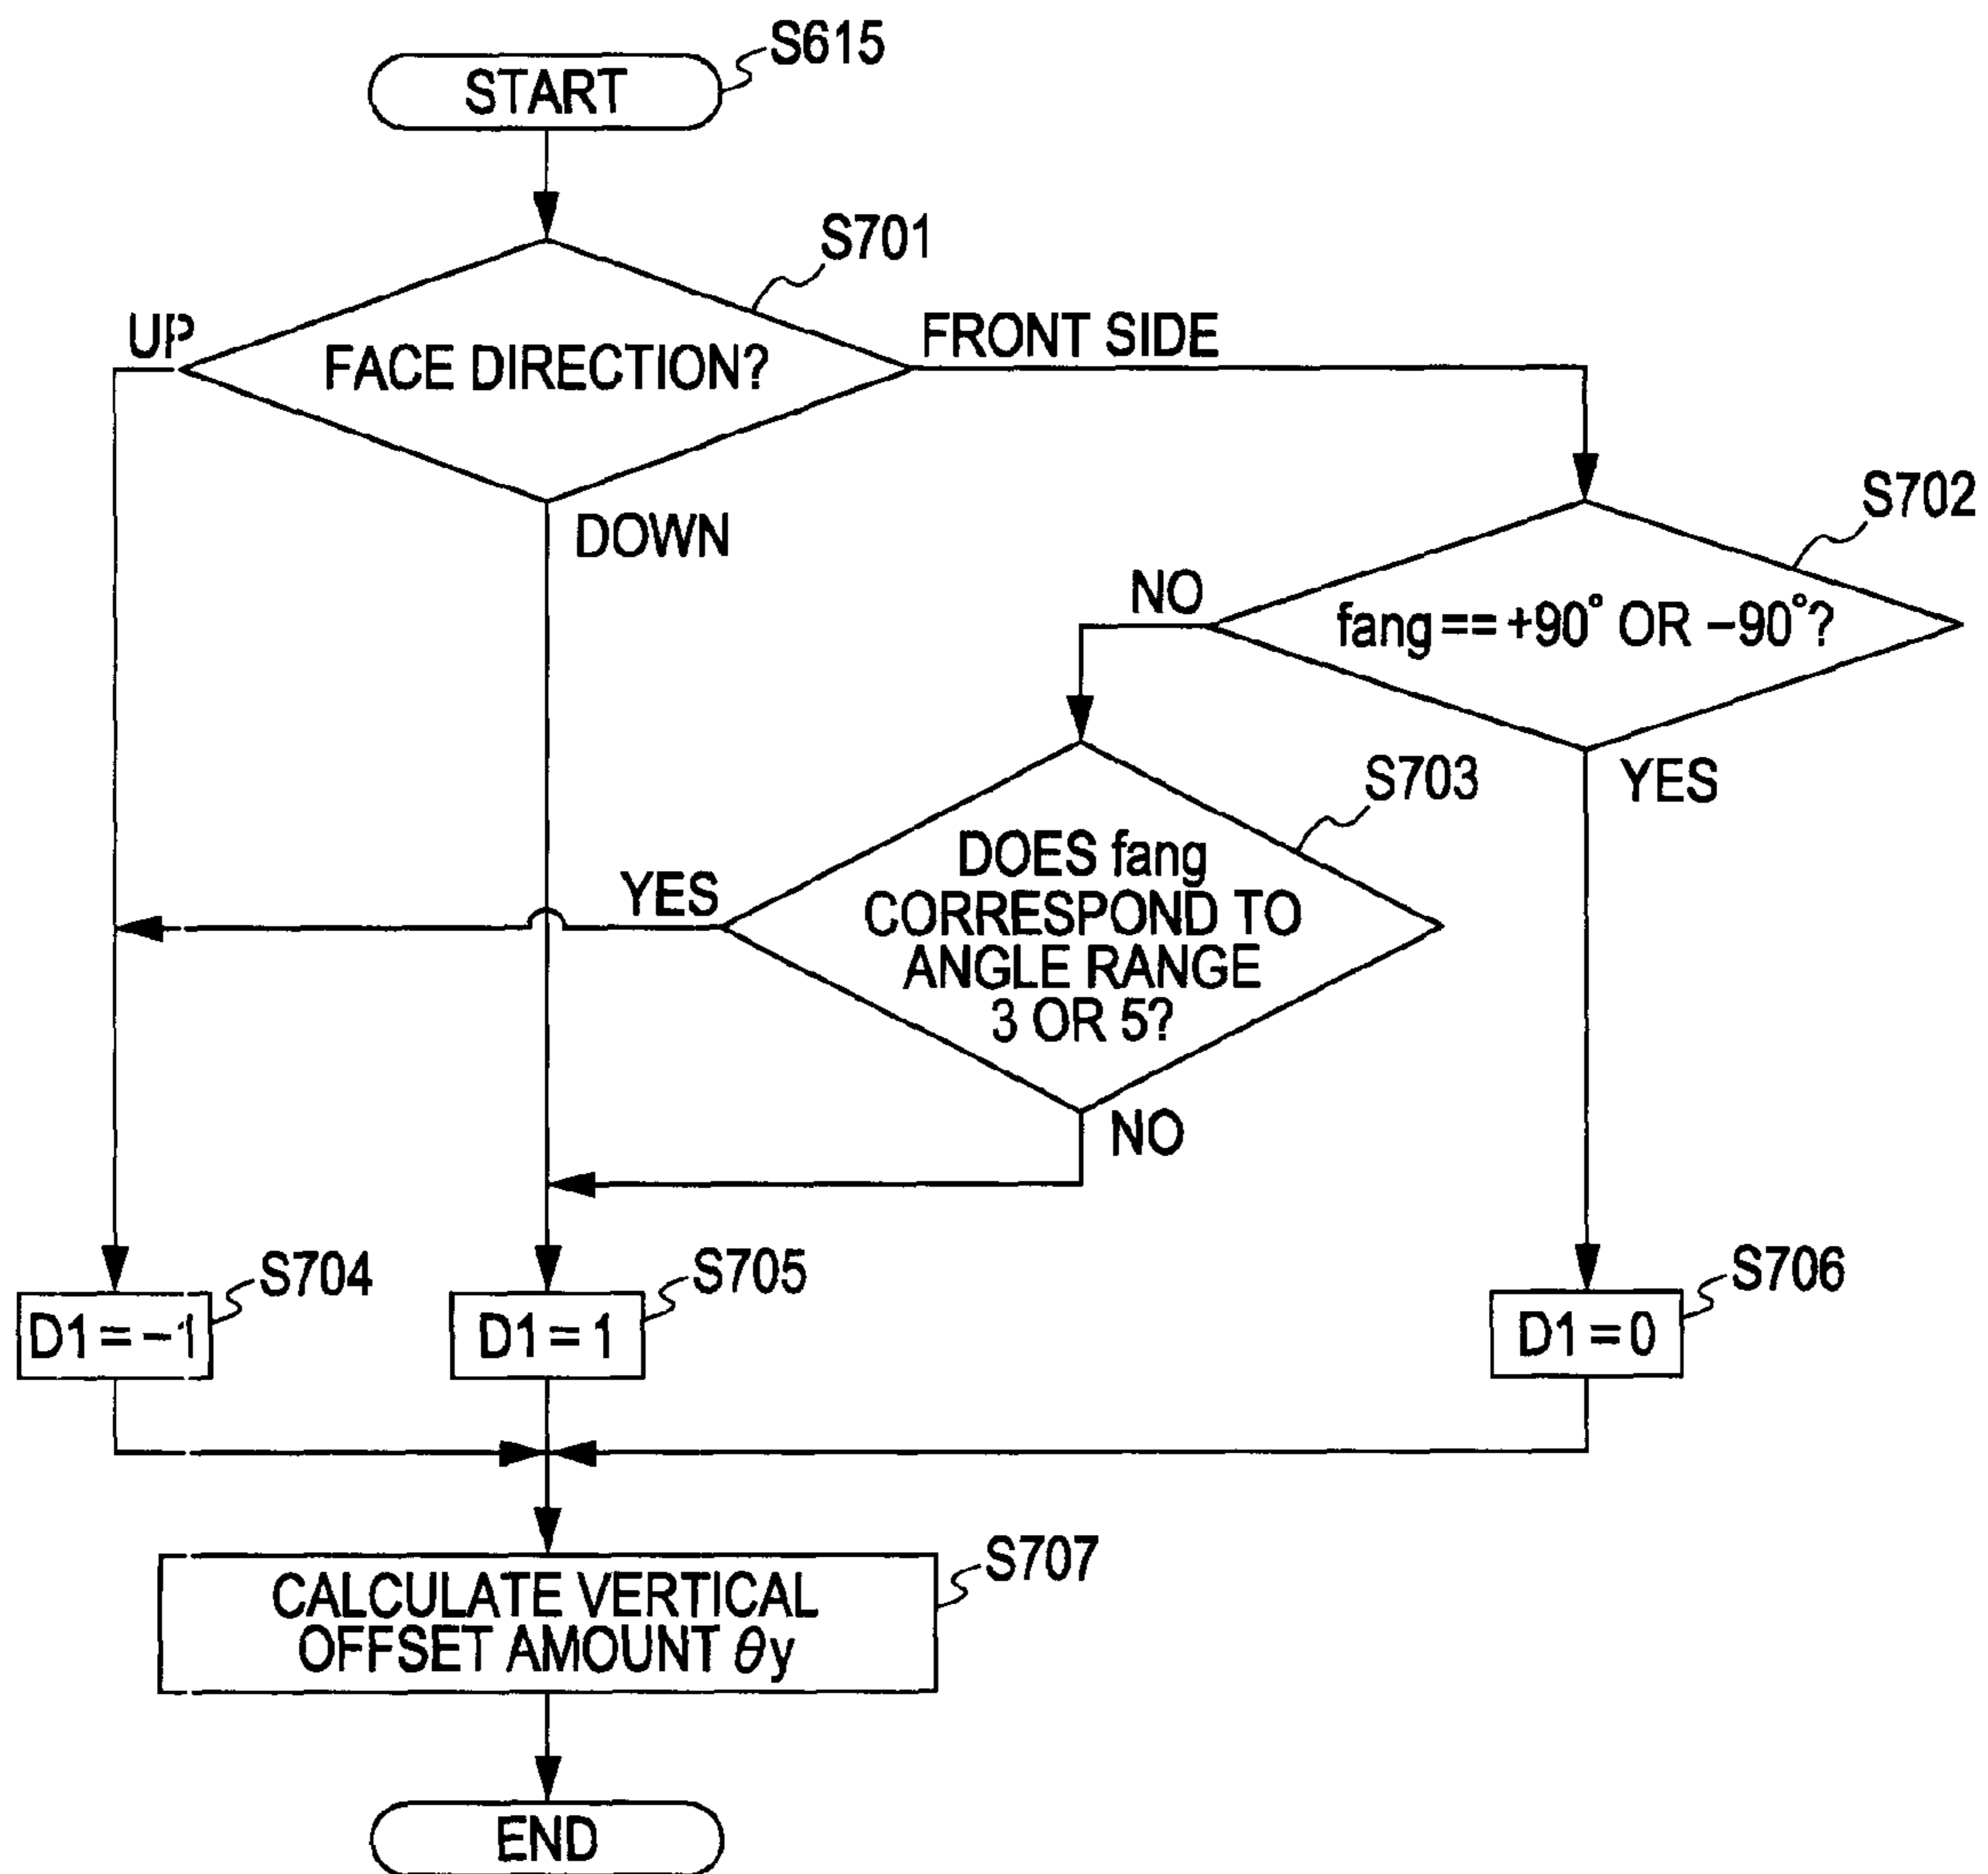 START
S615
S701
UP
FACE DIRECTION?
FRONT SIDE
DOWN
S702
NO
fang == +90° OR −90°?
YES
S703
DOES fang
CORRESPOND TO
ANGLE RANGE
3 OR 5?
YES
NO
S704
D1 = −1
S705
D1 = 1
S706
D1 = 0
S707
CALCULATE VERTICAL
OFFSET AMOUNT θy
END